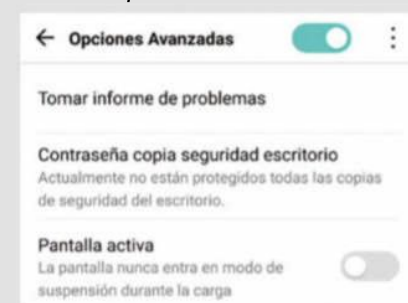 Opciones Avanzadas
Tomar informe de problemas
Contraseña copia seguridad escritorio
Actualmente no están protegidos todas las copias
de seguridad del escritorio.
Pantalla activa
La pantalla nunca entra en modo de
suspensión durante la carga